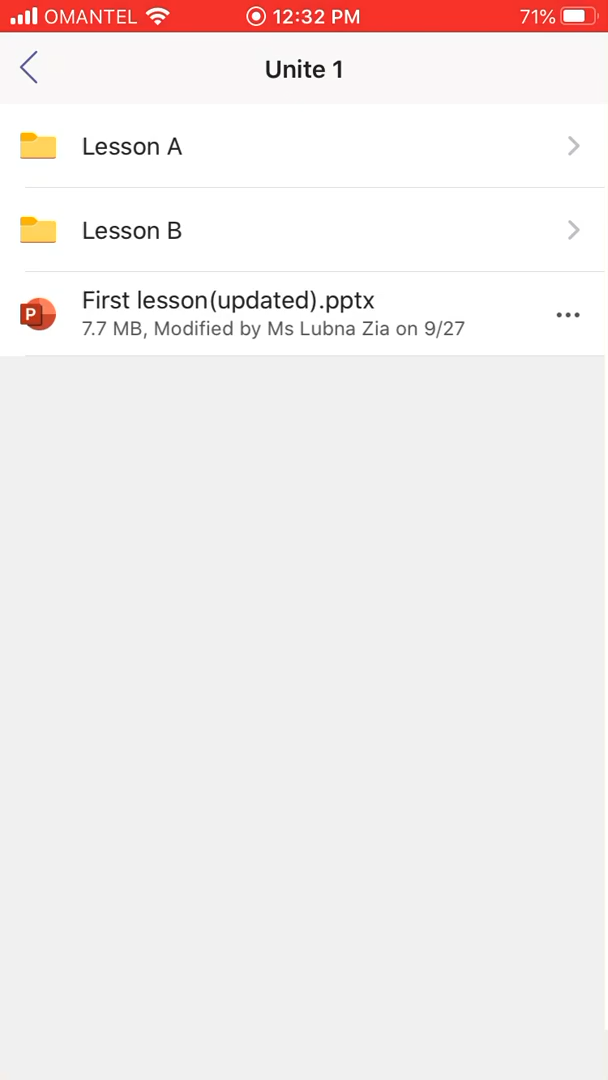 OMANTEL 12:32 PM 71%
Unite 1
Lesson A
Lesson B
P
First lesson(updated).pptx
7.7 MB, Modified by Ms Lubna Zia on 9/27